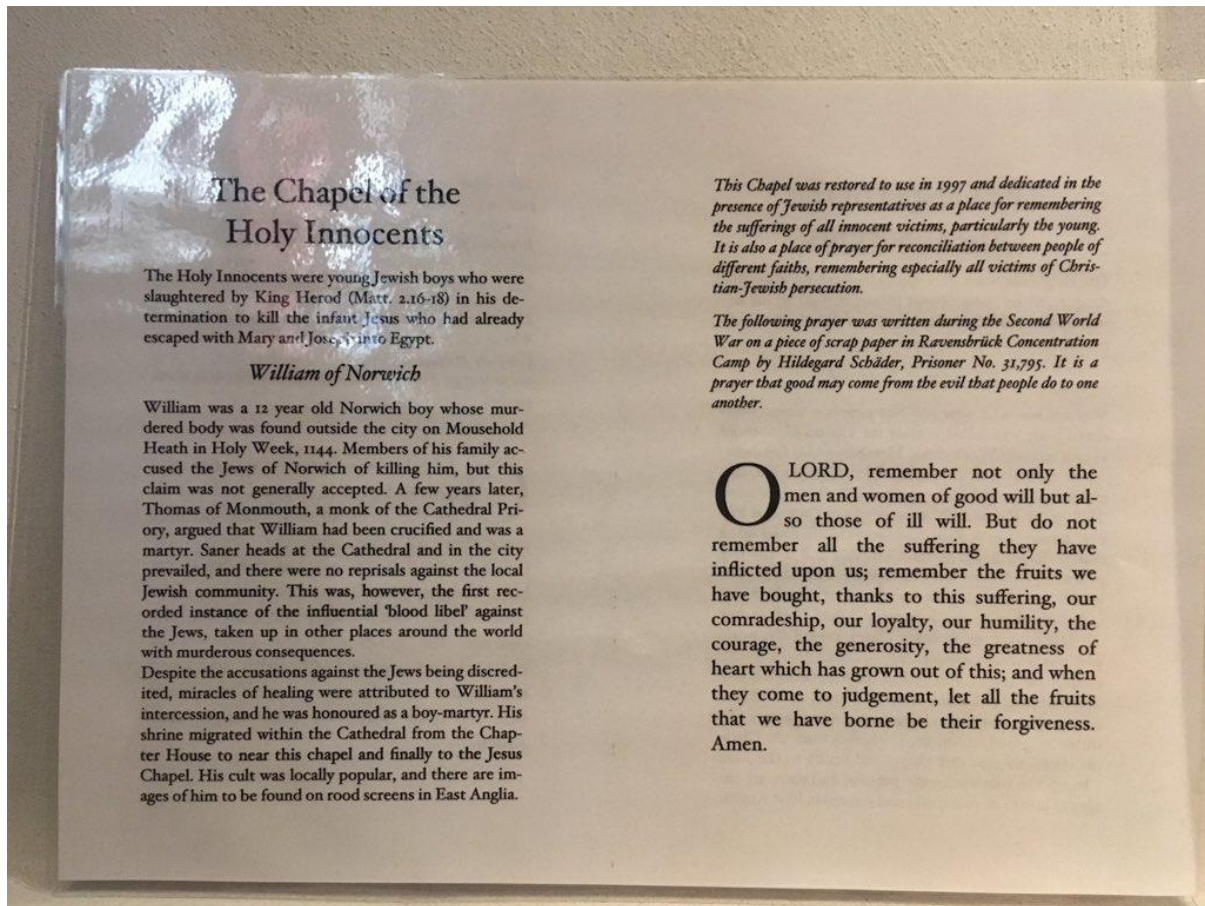 The Chapel of the
Holy Innocents
The Holy Innocents were young Jewish boys who were
slaughtered by King Herod (Matt. 2.16-18) in his de-
termination to kill the infant Jesus who had already
escaped with Mary and Joseph into Egypt.
William of Norwich
William was a 12 year old Norwich boy whose mur-
dered body was found outside the city on Mousehold
Heath in Holy Week, 1144. Members of his family ac-
cused the Jews of Norwich of killing him, but this
claim was not generally accepted. A few years later,
Thomas of Monmouth, a monk of the Cathedral Pri-
ory, argued that William had been crucified and was a
martyr. Saner heads at the Cathedral and in the city
prevailed, and there were no reprisals against the local
Jewish community. This was, however, the first rec-
orded instance of the influential ‘blood libel’ against
the Jews, taken up in other places around the world
with murderous consequences.
Despite the accusations against the Jews being discred-
ited, miracles of healing were attributed to William’s
intercession, and he was honoured as a boy-martyr. His
shrine migrated within the Cathedral from the Chap-
ter House to near this chapel and finally to the Jesus
Chapel. His cult was locally popular, and there are im-
ages of him to be found on rood screens in East Anglia.
This Chapel was restored to use in 1997 and dedicated in the
presence of Jewish representatives as a place for remembering
the sufferings of all innocent victims, particularly the young.
It is also a place of prayer for reconciliation between people of
different faiths, remembering especially all victims of Chris-
tian-Jewish persecution.
The following prayer was written during the Second World
War on a piece of scrap paper in Ravensbrück Concentration
Camp by Hildegard Schäder, Prisoner No. 31,795. It is a
prayer that good may come from the evil that people do to one
another.
O LORD, remember not only the
men and women of good will but al-
so those of ill will. But do not
remember all the suffering they have
inflicted upon us; remember the fruits we
have bought, thanks to this suffering, our
comradeship, our loyalty, our humility, the
courage, the generosity, the greatness of
heart which has grown out of this; and when
they come to judgement, let all the fruits
that we have borne be their forgiveness.
Amen.